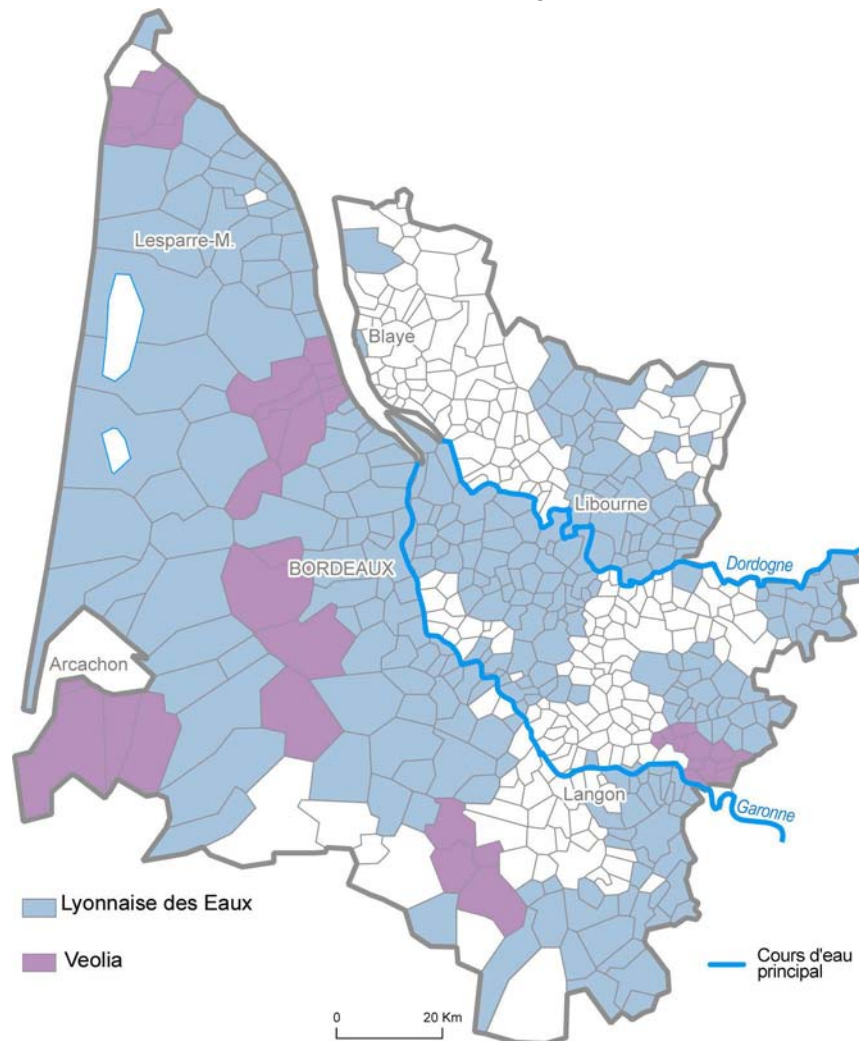 Lesparre-M.
Blaye
Libourne
Dordogne
BORDEAUX
Arcachon
Langon
Garonne
Lyonnaise des Eaux
Veolia
Cours d'eau
principal
0 20 Km